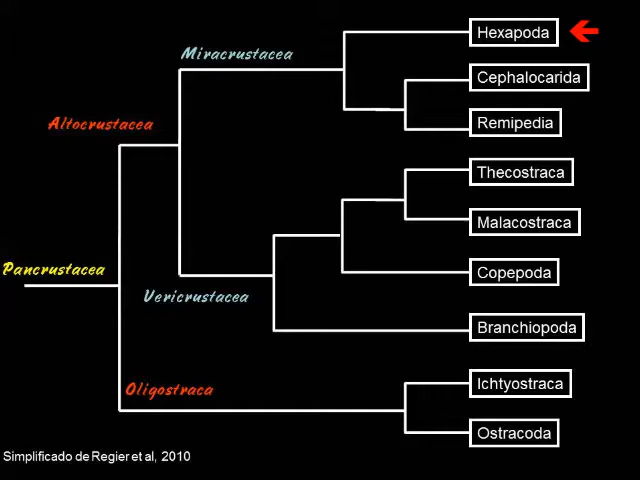 Hexapoda
Miracrustacea
Cephalocarida
Altocrustacea
Remipedia
Thecostraca
Malacostraca
Pancrustacea
Copepoda
Vericrustacea
Branchiopoda
Oligostraca
Ichtyostraca
Ostracoda
Simplificado de Regier et al, 2010